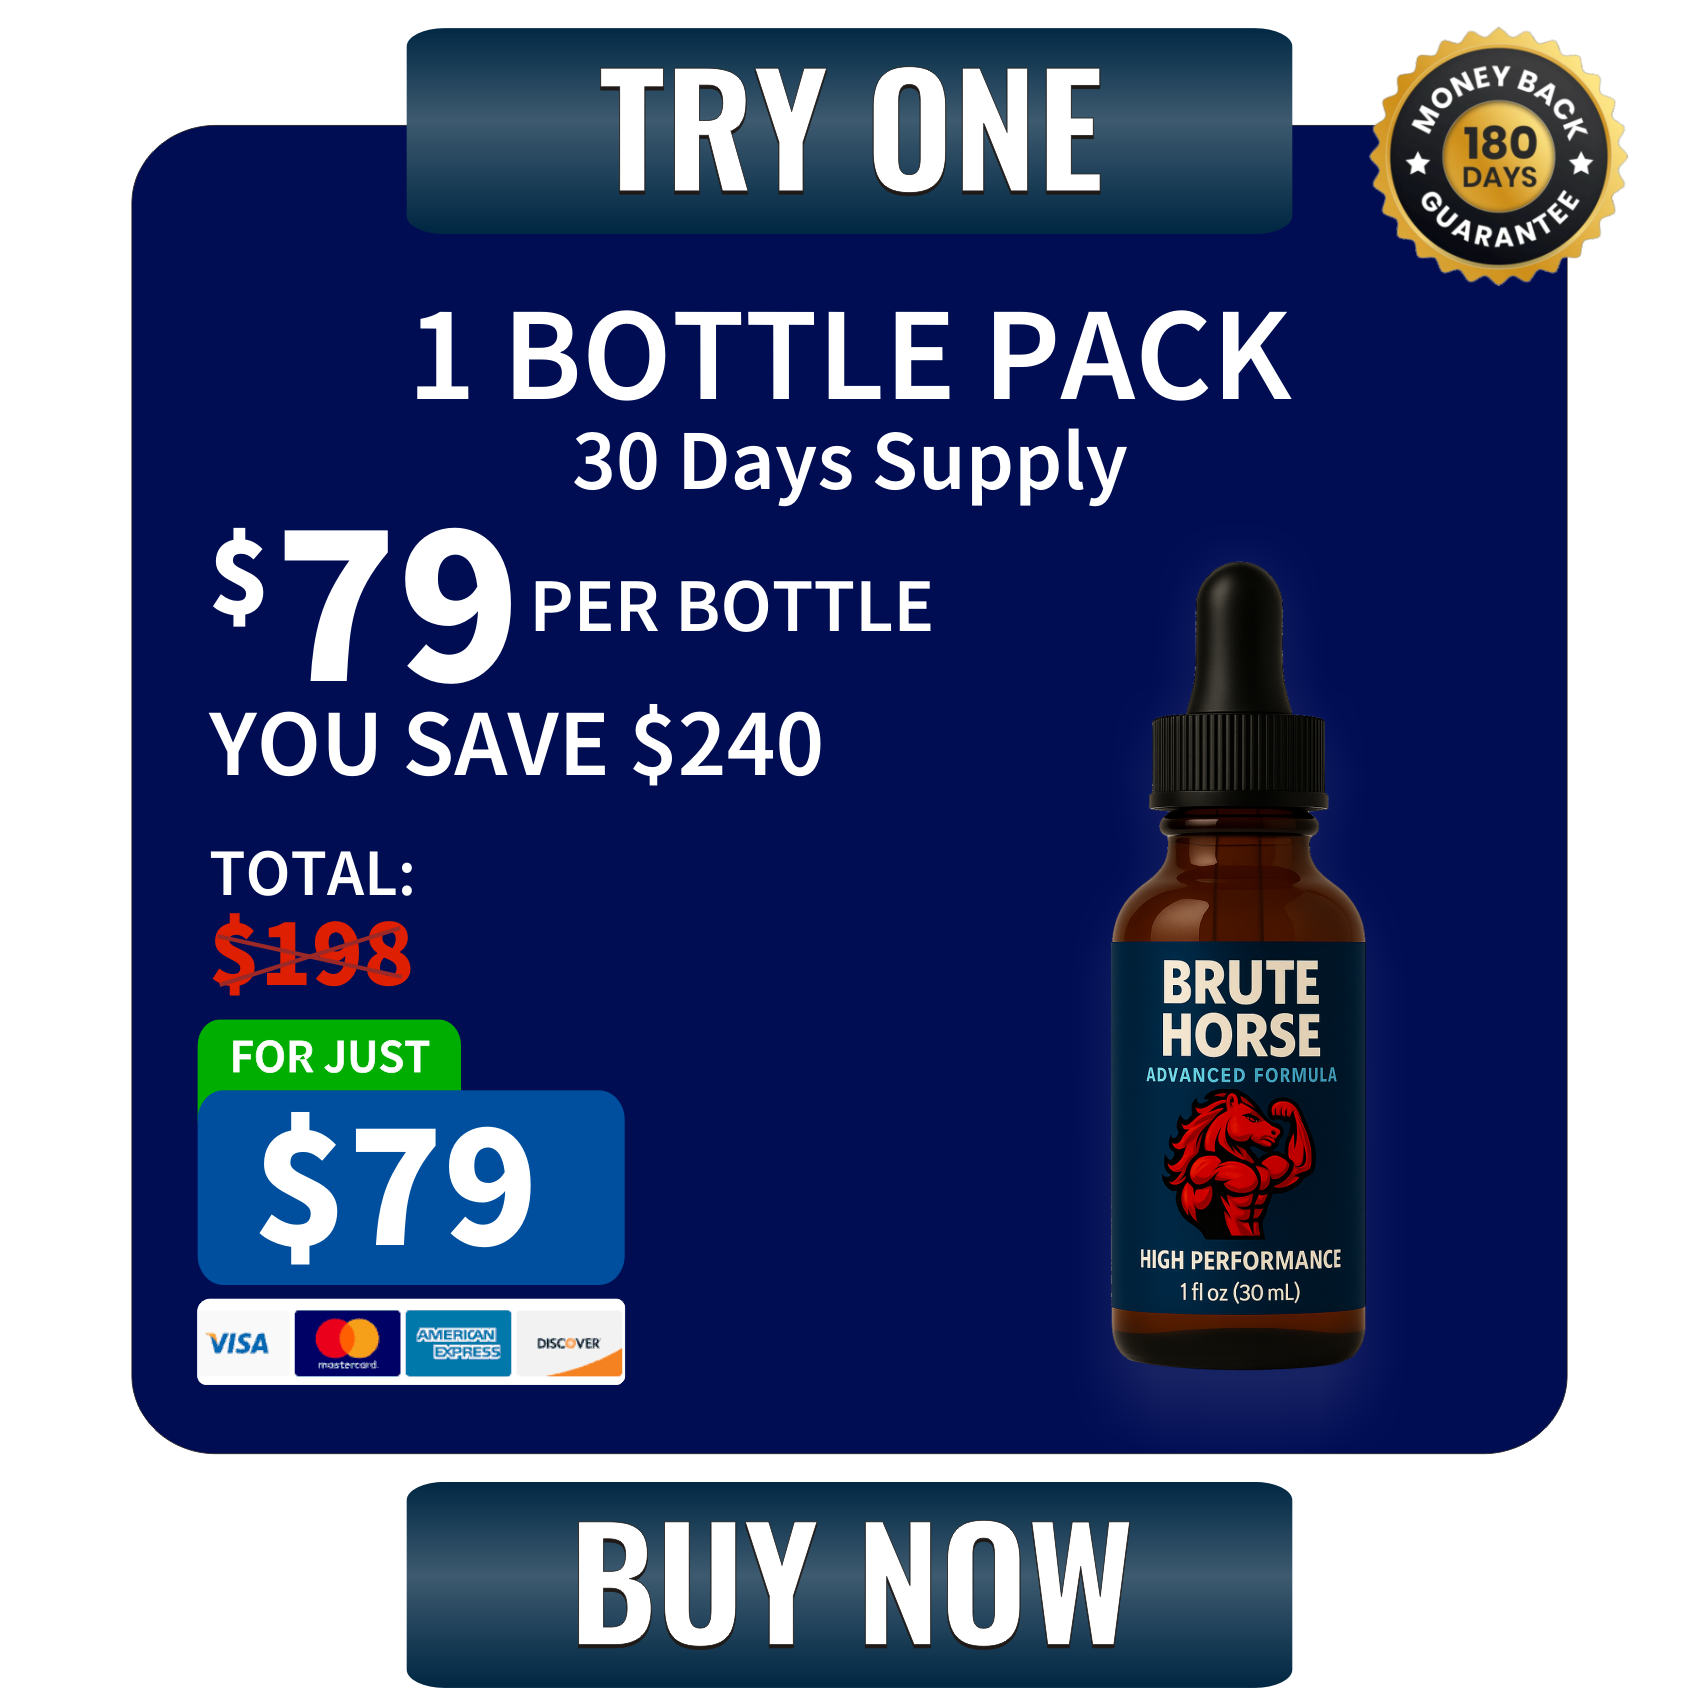 TRY ONE
MONEY BACK
180
DAYS
GUARANTEE
1 BOTTLE PACK
30 Days Supply
$79 PER BOTTLE
YOU SAVE $240
TOTAL:
$198
FOR JUST
$79
VISA
mastercard.
AMERICAN
EXPRESS
DISCOVER
BRUTE
HORSE
ADVANCED FORMULA
HIGH PERFORMANCE
1 fl oz (30 mL)
BUY NOW